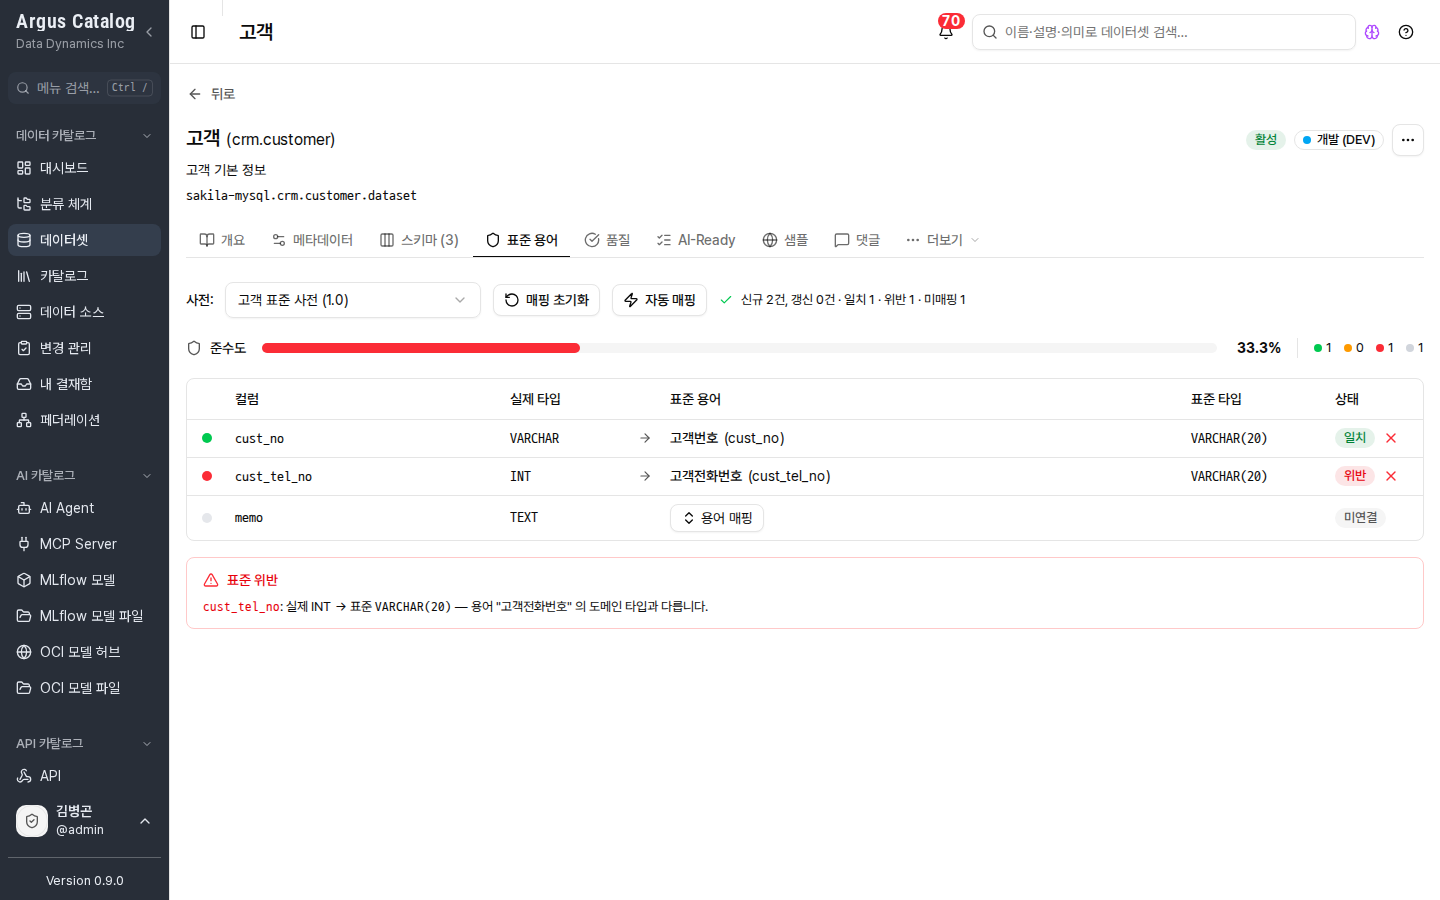 Argus Catalog
Data Dynamics Inc
메뉴 검색... Ctrl /
데이터 카탈로그
대시보드
분류 체계
데이터셋
카탈로그
데이터 소스
변경 관리
내 결재함
페더레이션
AI 카탈로그
AI Agent
MCP Server
MLflow 모델
MLflow 모델 파일
OCI 모델 허브
OCI 모델 파일
API 카탈로그
API
김병곤
@admin
Version 0.9.0
고객
70
이름·설명·의미로 데이터셋 검색...
뒤로
고객 (crm.customer)
활성 개발 (DEV)
고객 기본 정보
sakila-mysql.crm.customer.dataset
개요 메타데이터 스키마 (3) 표준 용어 품질 AI-Ready 샘플 댓글 더보기
사전: 고객 표준 사전 (1.0) 매핑 초기화 자동 매핑 신규 2건, 갱신 0건 · 일치 1 · 위반 1 · 미매핑 1
준수도 33.3% 1 0 1 1
컬럼 실제 타입 표준 용어 표준 타입 상태
cust_no VARCHAR → 고객번호 (cust_no) VARCHAR(20) 일치
cust_tel_no INT → 고객전화번호 (cust_tel_no) VARCHAR(20) 위반
memo TEXT 용어 매핑 미연결
표준 위반
cust_tel_no: 실제 INT → 표준 VARCHAR(20) — 용어 "고객전화번호" 의 도메인 타입과 다릅니다.